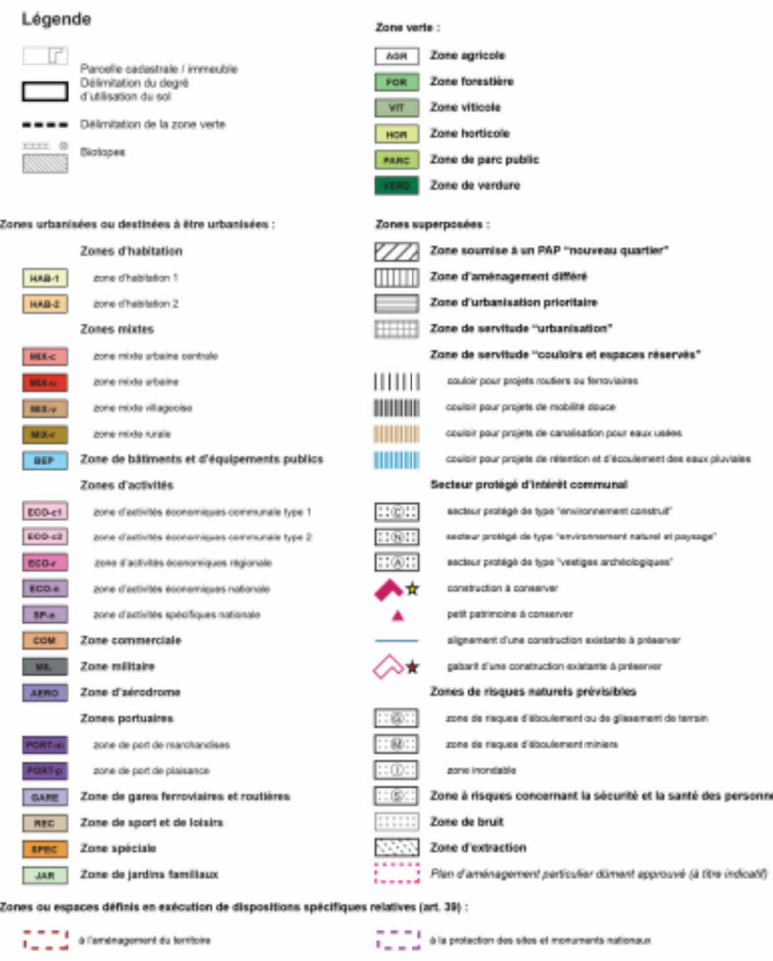 Légende
Parcelle cadastrale / immeuble
Délimitation du degré
d'utilisation du sol
Délimitation de la zone verte
Biotopes
Zone verte :
AGR Zone agricole
FOR Zone forestière
VIT Zone viticole
HOR Zone horticole
PARC Zone de parc public
VERD Zone de verdure
Zones urbanisées ou destinées à être urbanisées :
Zones d'habitation
HAB-1 zone d'habitation 1
HAB-2 zone d'habitation 2
Zones mixtes
MIX-c zone mixte urbaine centrale
MIX-u zone mixte urbaine
MIX-v zone mixte villageoise
MIX-r zone mixte rurale
BEP Zone de bâtiments et d'équipements publics
Zones d'activités
ECO-c1 zone d'activités économiques communale type 1
ECO-c2 zone d'activités économiques communale type 2
ECO-r zone d'activités économiques régionale
ECO-n zone d'activités économiques nationale
SP-n zone d'activités spécifiques nationale
COM Zone commerciale
MIL Zone militaire
AERO Zone d'aérodrome
Zones portuaires
PORT-m zone de port de marchandises
PORT-p zone de port de plaisance
GARE Zone de gares ferroviaires et routières
REC Zone de sport et de loisirs
SPEC Zone spéciale
JAR Zone de jardins familiaux
Zones superposées :
Zone soumise à un PAP "nouveau quartier"
Zone d'aménagement différé
Zone d'urbanisation prioritaire
Zone de servitude "urbanisation"
Zone de servitude "couloirs et espaces réservés"
couloir pour projets routiers ou ferroviaires
couloir pour projets de mobilité douce
couloir pour projets de canalisation pour eaux usées
couloir pour projets de rétention et d'écoulement des eaux pluviales
Secteur protégé d'intérêt communal
C secteur protégé de type "environnement construit"
N secteur protégé de type "environnement naturel et paysage"
A secteur protégé de type "vestiges archéologiques"
construction à conserver
petit patrimoine à conserver
alignement d'une construction existante à préserver
gabarit d'une construction existante à préserver
Zones de risques naturels prévisibles
G zone de risques d'éboulement ou de glissement de terrain
M zone de risques d'éboulement miniers
I zone inondable
S Zone à risques concernant la sécurité et la santé des personne
Zone de bruit
Zone d'extraction
Plan d'aménagement particulier dûment approuvé (à titre indicatif)
Zones ou espaces définis en exécution de dispositions spécifiques relatives (art. 39) :
à l'aménagement du territoire
à la protection des sites et monuments nationaux